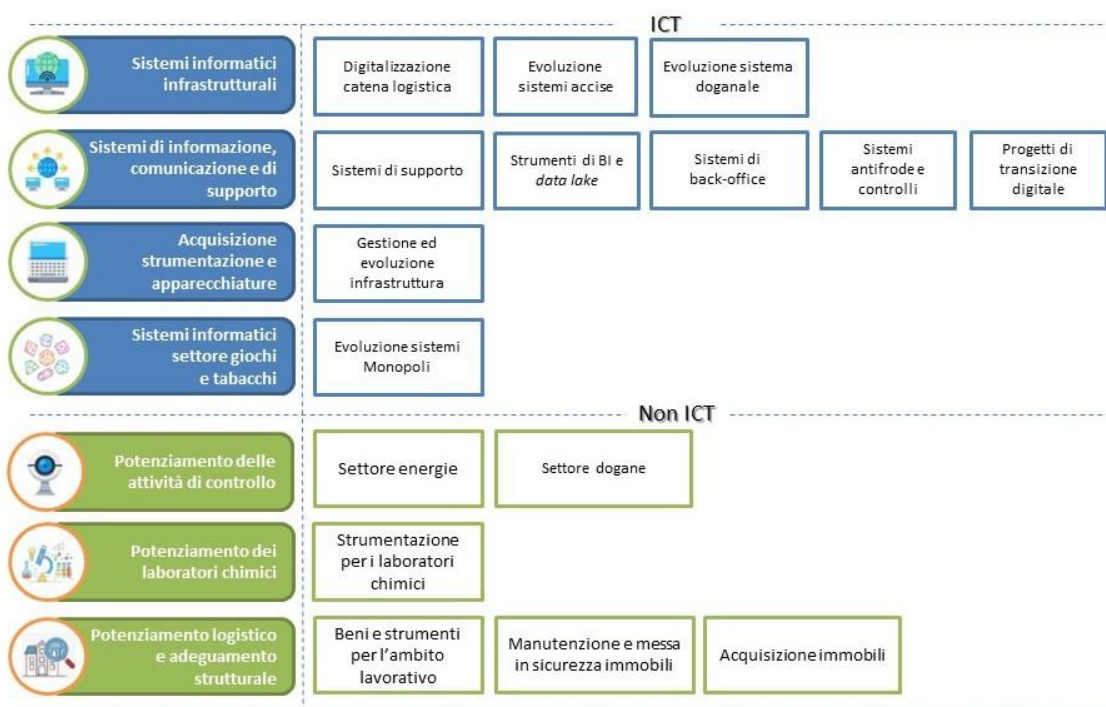 ICT
Sistemi informatici
infrastrutturali
Digitalizzazione
catena logistica
Evoluzione
sistemi accise
Evoluzione sistema
doganale
Sistemi di informazione,
comunicazione e di
supporto
Sistemi di supporto
Strumenti di BI e
data lake
Sistemi di
back-office
Sistemi
antifrode e
controlli
Progetti di
transizione
digitale
Acquisizione
strumentazione e
apparecchiature
Gestione ed
evoluzione
infrastruttura
Sistemi informatici
settore giochi
e tabacchi
Evoluzione sistemi
Monopoli
Non ICT
Potenziamento delle
attività di controllo
Settore energie
Settore dogane
Potenziamento dei
laboratori chimici
Strumentazione
per i laboratori
chimici
Potenziamento logistico
e adeguamento
strutturale
Beni e strumenti
per l'ambito
lavorativo
Manutenzione e messa
in sicurezza immobili
Acquisizione immobili